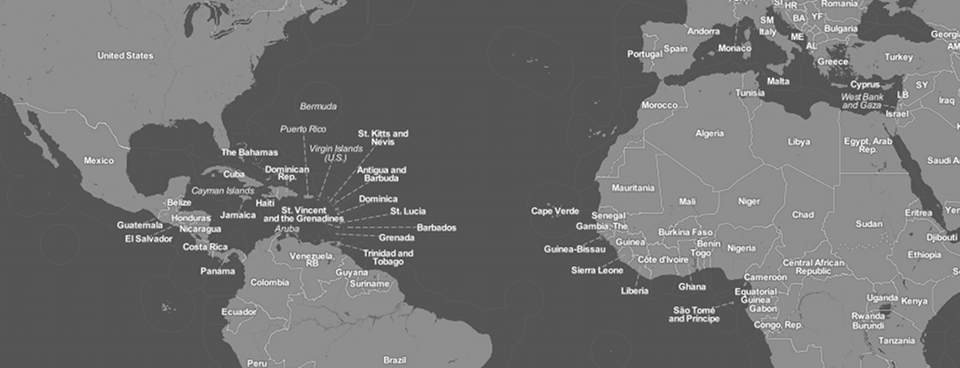 United States
Mexico
Bermuda
Puerto Rico
Virgin Islands
(U.S.)
St. Kitts and
Nevis
The Bahamas
Cuba
Dominican
Rep.
Antigua and
Barbuda
Cayman Islands
Belize
Haiti
Dominica
Jamaica
St. Vincent
and the Grenadines
St. Lucia
Honduras
Guatemala
Nicaragua
Aruba
Barbados
El Salvador
Grenada
Costa Rica
Venezuela,
RB
Trinidad and
Tobago
Panama
Guyana
Colombia
Suriname
Ecuador
Peru
Brazil
Portugal
Spain
Andorra
Monaco
SM
Italy
HR
BA
YF
ME
AL
Romania
Bulgaria
Greece
Turkey
Georgia
AM
Malta
Tunisia
Cyprus
LB
SY
West Bank
and Gaza
Iraq
Israel
Morocco
Algeria
Libya
Egypt, Arab
Rep.
Saudi A
Mauritania
Mali
Niger
Chad
Sudan
Eritrea
Yer
Cape Verde
Senegal
Gambia, The
Guinea-Bissau
Guinea
Burkina Faso
Benin
Togo
Nigeria
Djibouti
Ethiopia
Côte d'Ivoire
Sierra Leone
Liberia
Ghana
Cameroon
Central African
Republic
Equatorial
Guinea
Gabon
São Tomé
and Principe
Congo, Rep.
Uganda
Kenya
Rwanda
Burundi
Tanzania